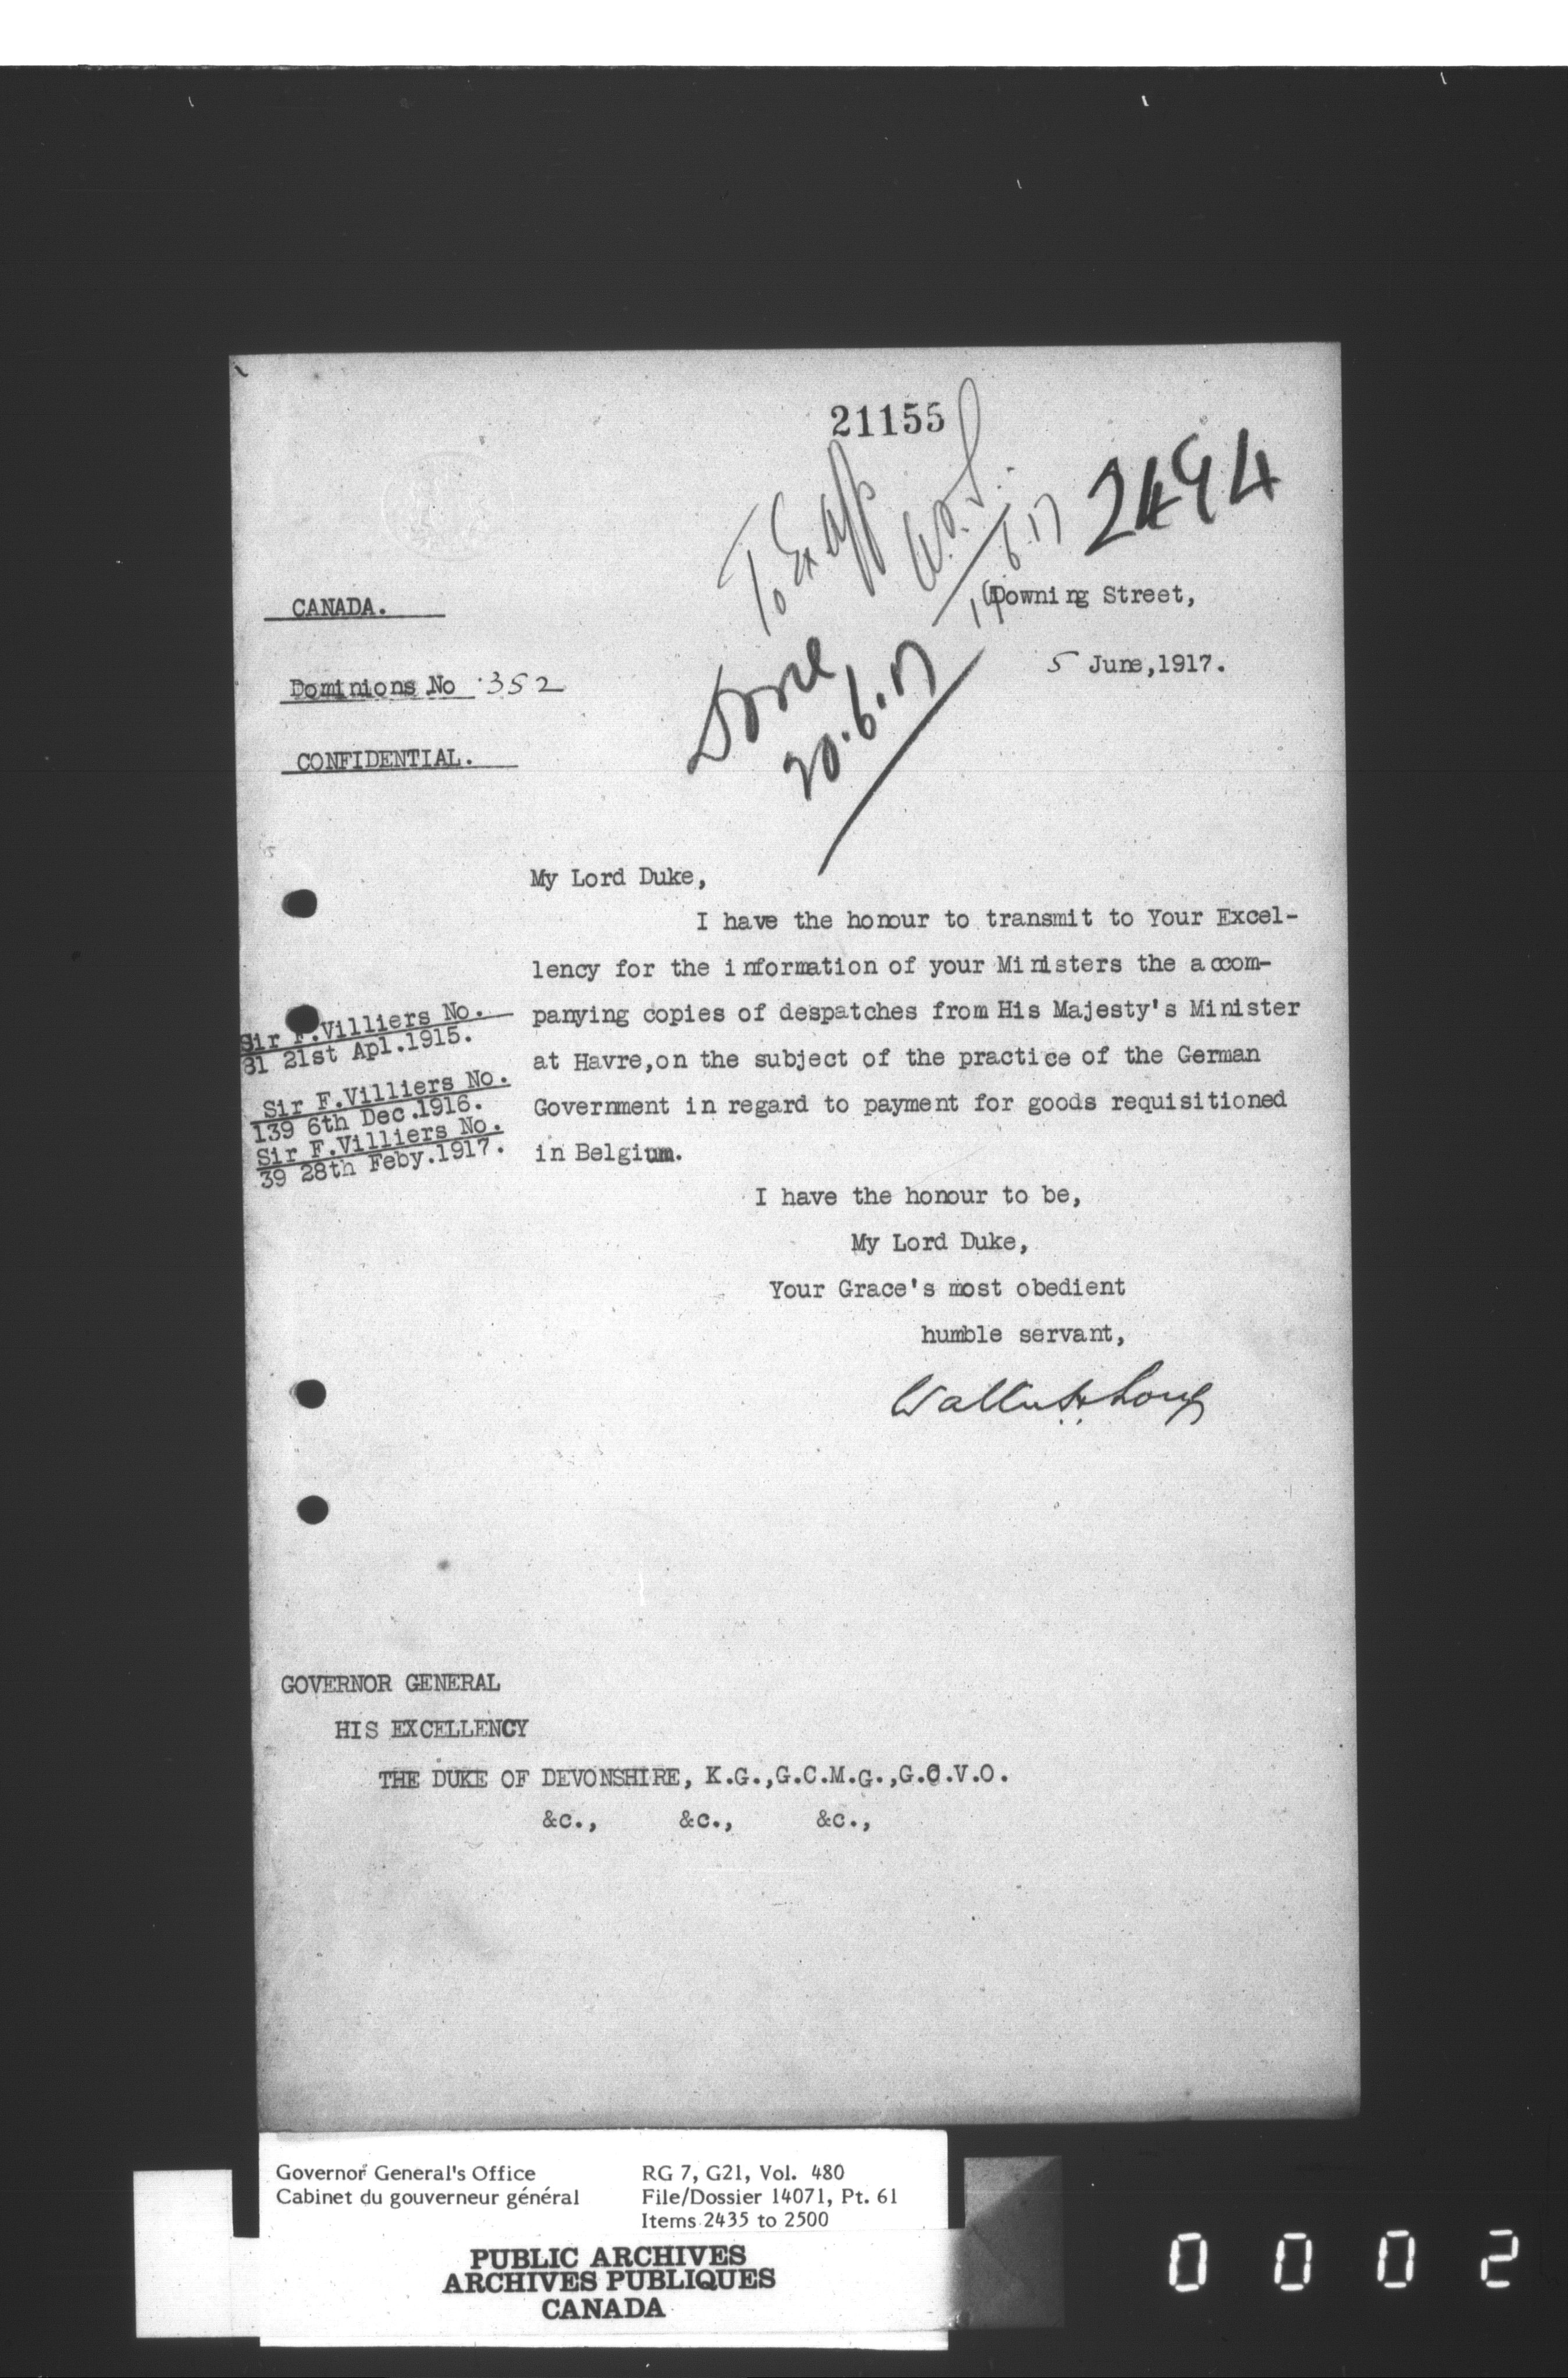 21155
2494
CANADA.
Downing Street,
5 June,1917.
Dominions No 352
CONFIDENTIAL.
Done
20.6.17
My Lord Duke,
I have the honour to transmit to Your Excel-
lency for the information of your Ministers the accom-
panying copies of despatches from His Majesty's Minister
at Havre,on the subject of the practice of the German
Government in regard to payment for goods requisitioned
in Belgium.
Sir F.Villiers No.
81 21st Apl.1915.
Sir F.Villiers No.
139 6th Dec.1916.
Sir F.Villiers No.
39 28th Feby.1917.
I have the honour to be,
My Lord Duke,
Your Grace's most obedient
humble servant,
Walter H Long
GOVERNOR GENERAL
HIS EXCELLENCY
THE DUKE OF DEVONSHIRE, K.G.,G.C.M.G.,G.C.V.O.
&c., &c., &c.,
Governor General's Office
Cabinet du gouverneur général
RG 7, G21, Vol. 480
File/Dossier 14071, Pt. 61
Items 2435 to 2500
PUBLIC ARCHIVES
ARCHIVES PUBLIQUES
CANADA
0002